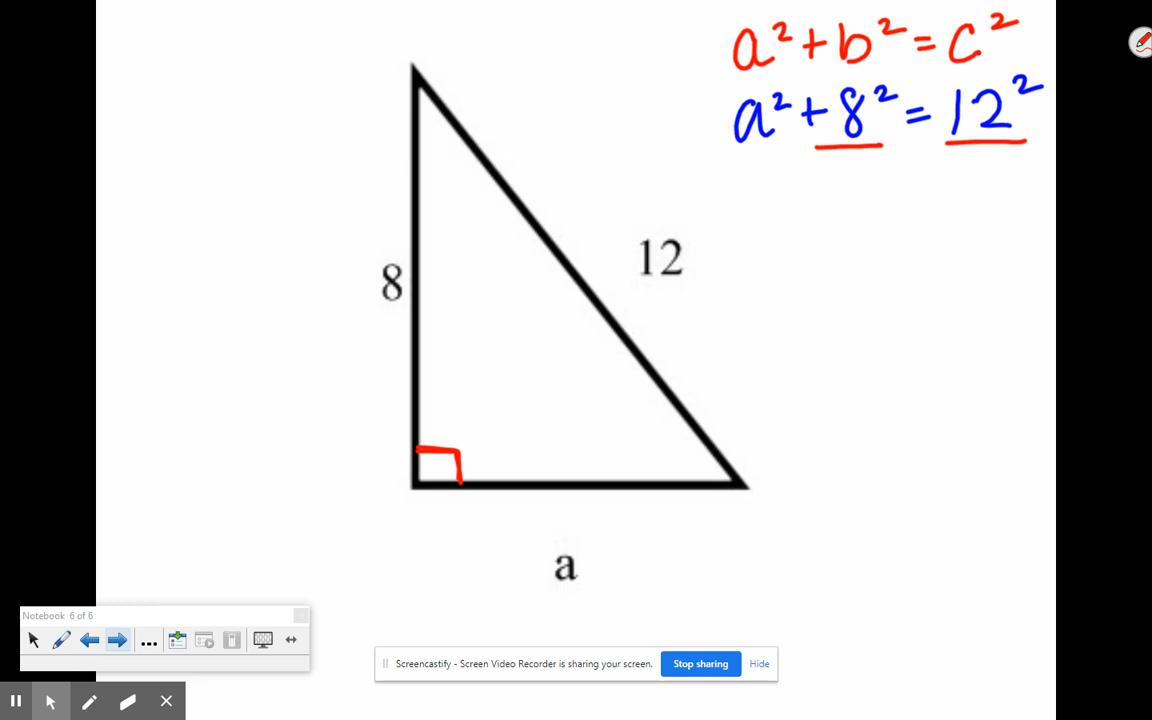 a² + b² = c²
a² + 8² = 12²
8
12
a
Notebook 6 of 6
...
Screencastify - Screen Video Recorder is sharing your screen. Stop sharing Hide